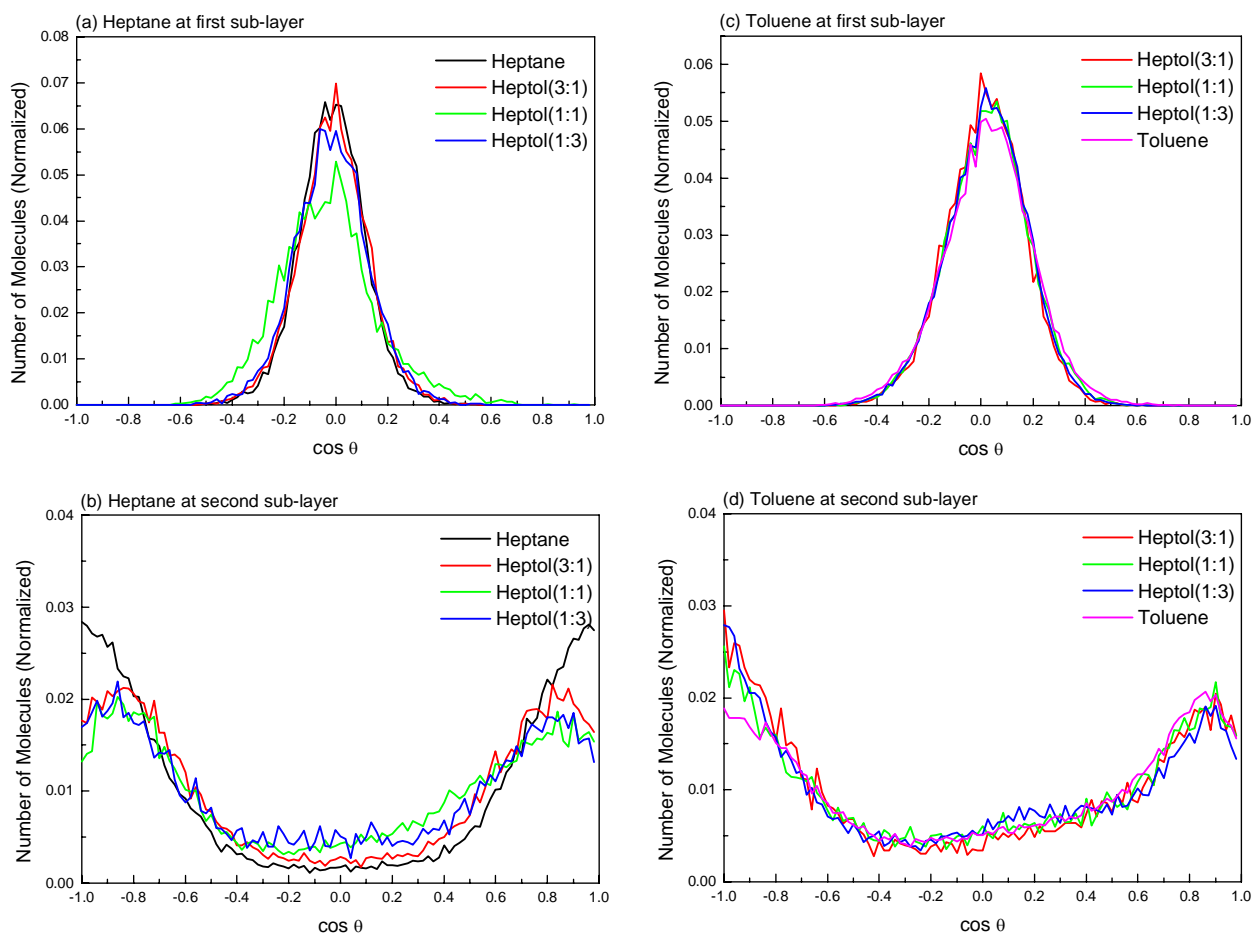 (a) Heptane at first sub-layer
Number of Molecules (Normalized)
0.08
0.07
0.06
0.05
0.04
0.03
0.02
0.01
0.00
Heptane
Heptol(3:1)
Heptol(1:1)
Heptol(1:3)
-1.0 -0.8 -0.6 -0.4 -0.2 0.0 0.2 0.4 0.6 0.8 1.0
cos θ
(c) Toluene at first sub-layer
Number of Molecules (Normalized)
0.06
0.05
0.04
0.03
0.02
0.01
0.00
Heptol(3:1)
Heptol(1:1)
Heptol(1:3)
Toluene
-1.0 -0.8 -0.6 -0.4 -0.2 0.0 0.2 0.4 0.6 0.8 1.0
cos θ
(b) Heptane at second sub-layer
Number of Molecules (Normalized)
0.04
0.03
0.02
0.01
0.00
Heptane
Heptol(3:1)
Heptol(1:1)
Heptol(1:3)
-1.0 -0.8 -0.6 -0.4 -0.2 0.0 0.2 0.4 0.6 0.8 1.0
cos θ
(d) Toluene at second sub-layer
Number of Molecules (Normalized)
0.04
0.03
0.02
0.01
0.00
Heptol(3:1)
Heptol(1:1)
Heptol(1:3)
Toluene
-1.0 -0.8 -0.6 -0.4 -0.2 0.0 0.2 0.4 0.6 0.8 1.0
cos θ